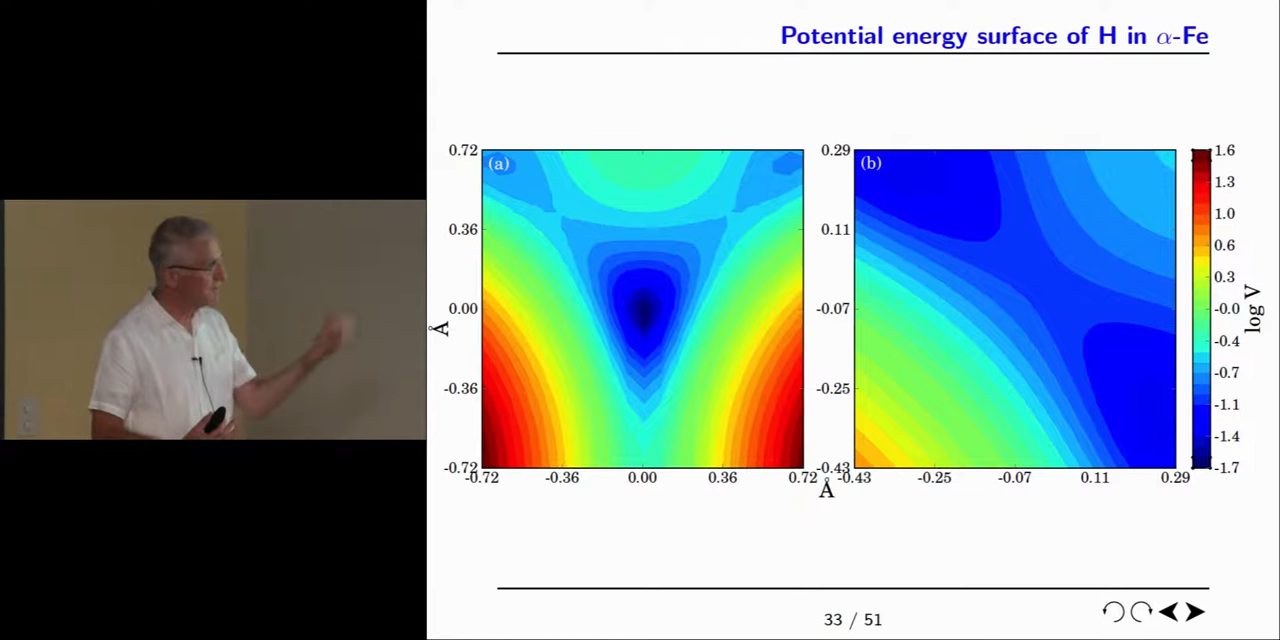 Potential energy surface of H in α-Fe
(a)
0.72
0.36
0.00
-0.36
-0.72
Å
-0.72 -0.36 0.00 0.36 0.72
Å
(b)
0.29
0.11
-0.07
-0.25
-0.43
-0.43 -0.25 -0.07 0.11 0.29
1.6
1.3
1.0
0.6
0.3
-0.0
-0.4
-0.7
-1.1
-1.4
-1.7
log V
33 / 51